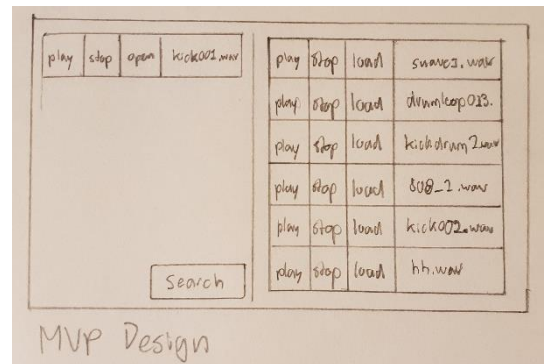 play stop open kick001.wav
Search
play stop load snare1.wav
play stop load drumloop013.
play stop load kickdrum2.wav
play stop load 808_2.wav
play stop load kick002.wav
play stop load hh.wav
MVP Design